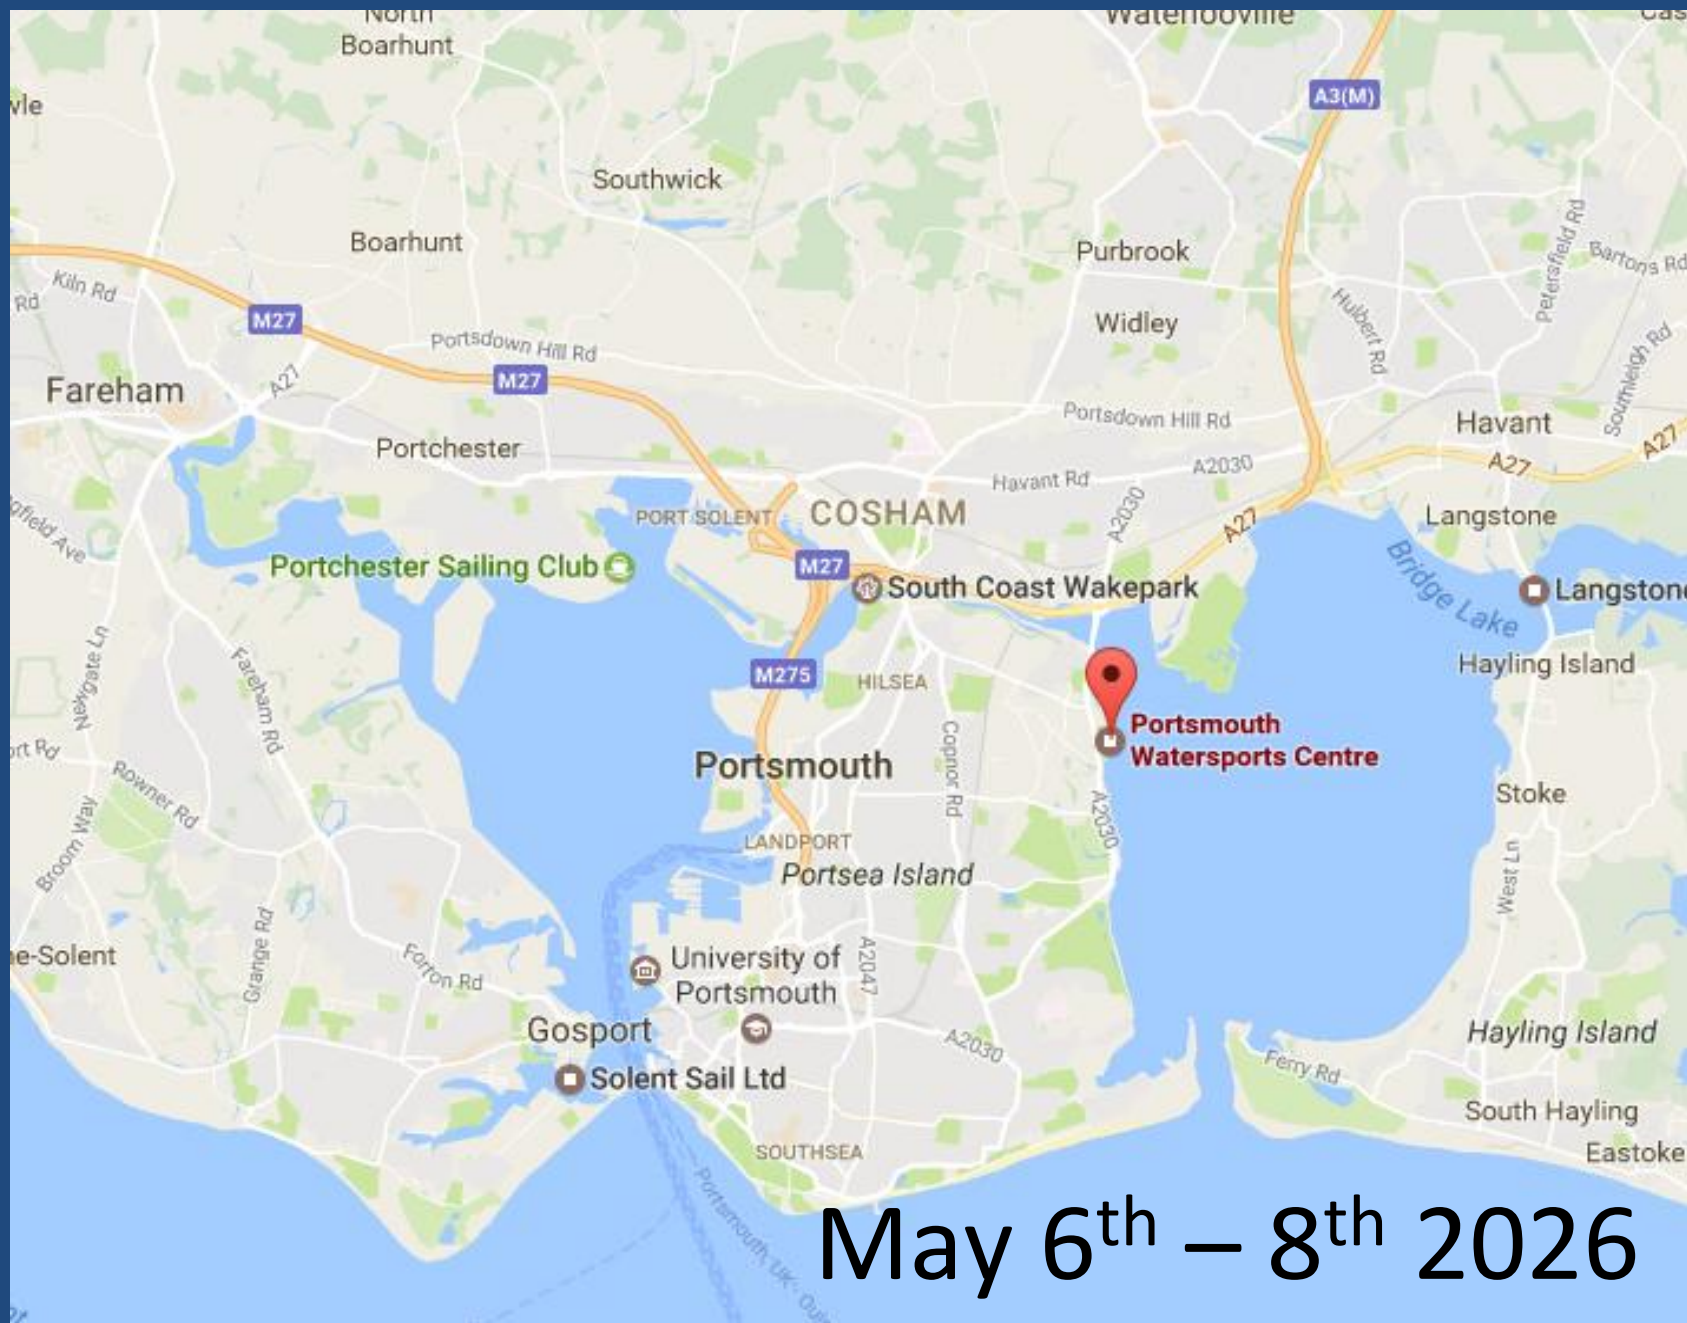 North
Boarhunt
Waterlooville
A3(M)
Southwick
Boarhunt
Purbrook
Petersfield Rd
Bartons Rd
Kiln Rd
Rd
M27
Widley
Hulbert Rd
Portsdown Hill Rd
M27
Southleigh Rd
Fareham
A27
Portsdown Hill Rd
Havant
A27
A27
Portchester
Havant Rd
A2030
A2030
PORT SOLENT
COSHAM
A27
Langstone
Portchester Sailing Club
M27
South Coast Wakepark
Bridge Lake
Langstone
Newgate Ln
Fareham Rd
M275
HILSEA
Hayling Island
Portsmouth
Watersports Centre
Portsmouth
Copnor Rd
Rowner Rd
Broom Way
A2030
Stoke
LANDPORT
Portsea Island
West Ln
Grange Rd
Forton Rd
University of
Portsmouth
A2047
Gosport
A2030
Hayling Island
Solent Sail Ltd
Ferry Rd
South Hayling
SOUTHSEA
Eastoke
Portsmouth, UK -
May 6th – 8th 2026